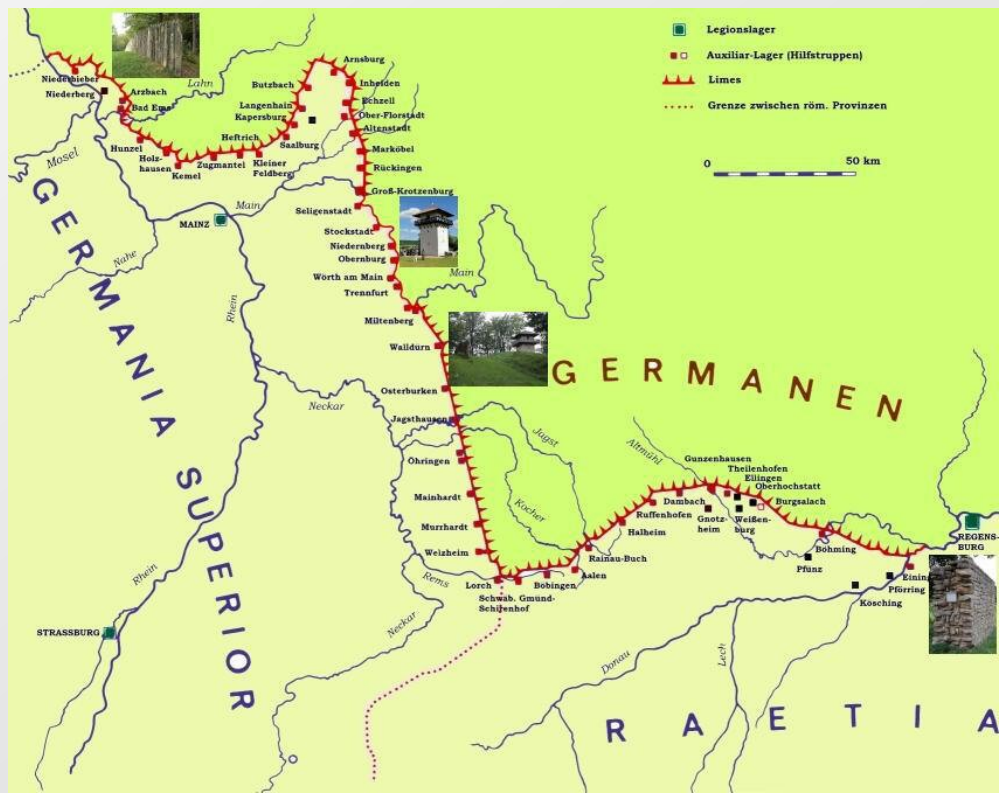 Legionslager
Auxiliar-Lager (Hilfstruppen)
Limes
Grenze zwischen röm. Provinzen
0 50 km
Arnsburg
Niederbieber
Niederberg
Arzbach
Bad Ems
Lahn
Butzbach
Inheiden
Echzell
Langenhain
Kapersburg
Ober-Florstadt
Altenstadt
Heftrich
Saalburg
Hunzel
Holz-
hausen
Kemel
Zugmantel
Kleiner
Feldberg
Marköbel
Rückingen
Mosel
Groß-Krotzenburg
Main
MAINZ
Seligenstadt
Stockstadt
Niedernberg
Obernburg
Nahe
Wörth am Main
Main
Trennfurt
Rhein
Miltenberg
Walldürn
GERMANEN
GERMANIA SUPERIOR
Osterburken
Neckar
Jagsthausen
Jagst
Altmühl
Öhringen
Gunzenhausen
Theilenhofen
Ellingen
Oberhochstatt
Burgsalach
Mainhardt
Kocher
Dambach
Ruffenhofen
Gnotz-
heim
Weißen-
burg
Halheim
Murrhardt
Welzheim
Rainau-Buch
Böhming
REGENS-
BURG
Pfünz
Rems
Lorch
Schwäb. Gmünd-
Schirenhof
Böbingen
Aalen
Eining
Pförring
Kösching
Rhein
Neckar
STRASSBURG
Donau
Lech
RAETIA